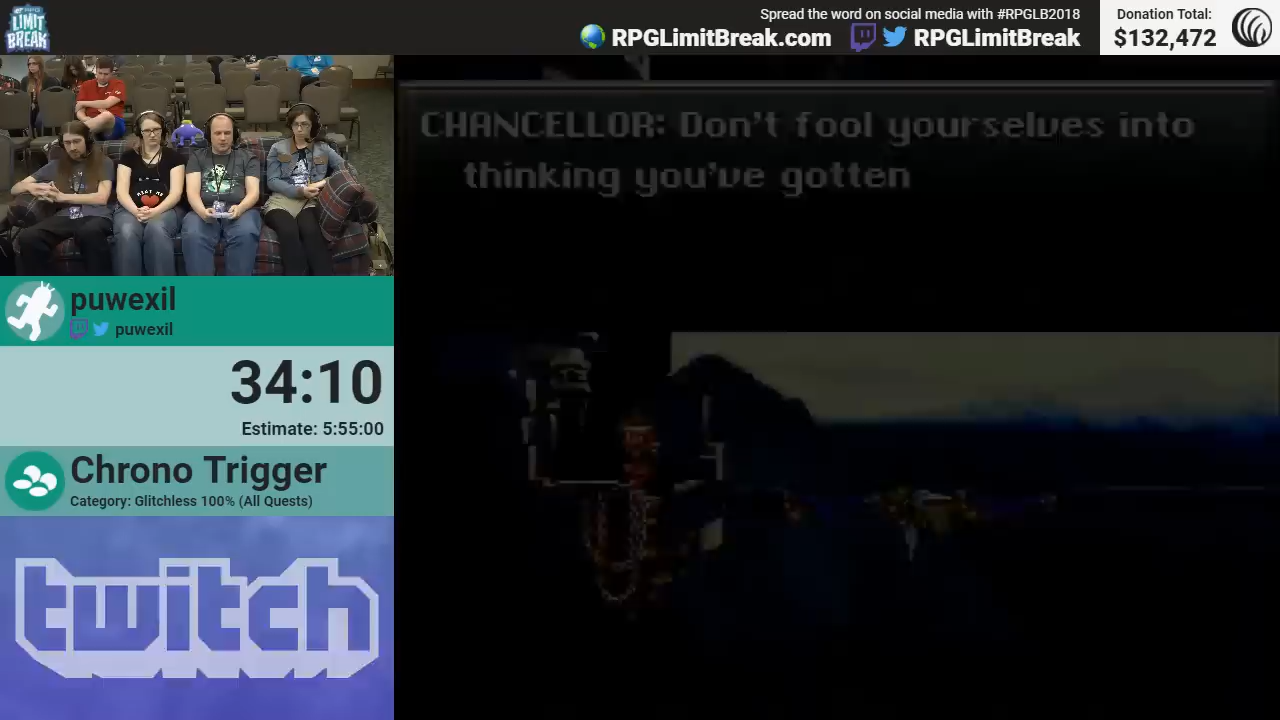 RPG
LIMIT
BREAK
Spread the word on social media with #RPGLB2018
RPGLimitBreak.com
RPGLimitBreak
Donation Total:
$132,472
CHANCELLOR: Don't fool yourselves into
thinking you've gotten
puwexil
puwexil
34:10
Estimate: 5:55:00
Chrono Trigger
Category: Glitchless 100% (All Quests)
twitch